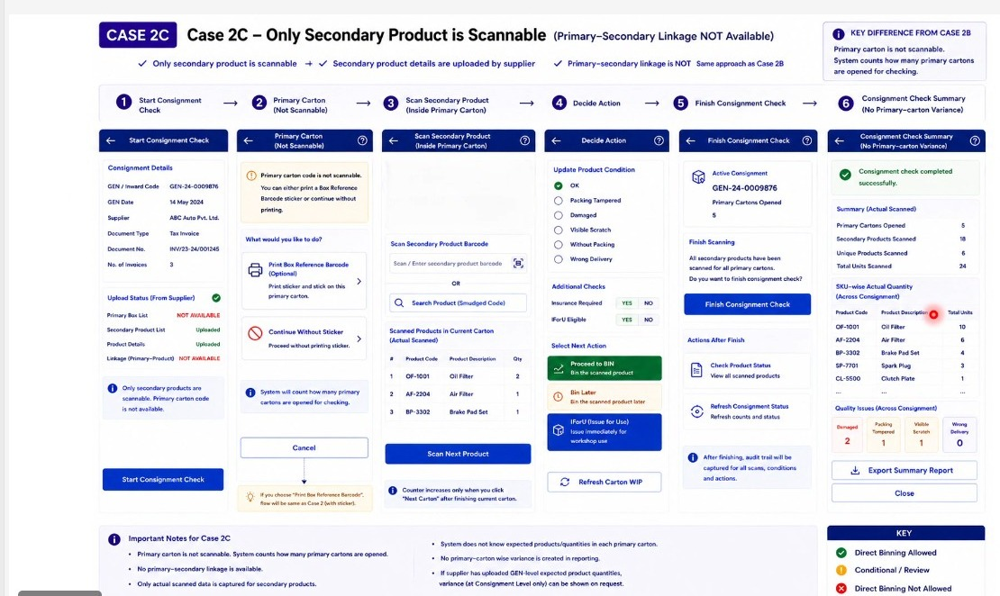 CASE 2C
Case 2C – Only Secondary Product is Scannable (Primary–Secondary Linkage NOT Available)
✓ Only secondary product is scannable + ✓ Secondary product details are uploaded by supplier ✓ Primary–secondary linkage is NOT Same approach as Case 2B
KEY DIFFERENCE FROM CASE 2B
Primary carton is not scannable.
System counts how many primary cartons
are opened for checking.
1 Start Consignment
Check
2 Primary Carton
(Not Scannable)
3 Scan Secondary Product
(Inside Primary Carton)
4 Decide Action
5 Finish Consignment Check
6 Consignment Check Summary
(No Primary–carton Variance)
Start Consignment Check
Consignment Details
GEN / Inward Code GEN-24-0009876
GEN Date 14 May 2024
Supplier ABC Auto Pvt. Ltd.
Document Type Tax Invoice
Document No. INV/23-24/001245
No. of Invoices 3
Upload Status (From Supplier)
Primary Box List NOT AVAILABLE
Secondary Product List Uploaded
Product Details Uploaded
Linkage (Primary–Product) NOT AVAILABLE
Only secondary products are
scannable. Primary carton code
is not available.
Start Consignment Check
Primary Carton
(Not Scannable)
Primary carton code is not scannable.
You can either print a Box Reference
Barcode sticker or continue without
printing.
What would you like to do?
Print Box Reference Barcode
(Optional)
Print sticker and stick on this
primary carton.
Continue Without Sticker
Proceed without printing sticker.
System will count how many primary
cartons are opened for checking.
Cancel
If you choose "Print Box Reference Barcode",
flow will be same as Case 2 (with sticker).
Scan Secondary Product
(Inside Primary Carton)
Scan Secondary Product Barcode
Scan / Enter secondary product barcode
OR
Search Product (Smudged Code)
Scanned Products in Current Carton
(Actual Scanned)
# Product Code Product Description Qty
1 OF-1001 Oil Filter 2
2 AF-2204 Air Filter 1
3 BP-3302 Brake Pad Set 1
Scan Next Product
Counter increases only when you click
"Next Carton" after finishing current carton.
Decide Action
Update Product Condition
OK
Packing Tampered
Damaged
Visible Scratch
Without Packing
Wrong Delivery
Additional Checks
Insurance Required YES NO
IForU Eligible YES NO
Select Next Action
Proceed to BIN
Bin the scanned product
Bin Later
Bin the scanned product later
IForU (Issue for Use)
Issue immediately for
workshop use
Refresh Carton WIP
Finish Consignment Check
Active Consignment
GEN-24-0009876
Primary Cartons Opened
5
Finish Scanning
All secondary products have been
scanned for all primary cartons.
Do you want to finish consignment check?
Finish Consignment Check
Actions After Finish
Check Product Status
View all scanned products
Refresh Consignment Status
Refresh counts and status
After finishing, audit trail will be
captured for all scans, conditions
and actions.
Consignment Check Summary
(No Primary–carton Variance)
Consignment check completed
successfully.
Summary (Actual Scanned)
Primary Cartons Opened 5
Secondary Products Scanned 18
Unique Products Scanned 6
Total Units Scanned 24
SKU–wise Actual Quantity
(Across Consignment)
Product Code Product Description Total Units
OF-1001 Oil Filter 10
AF-2204 Air Filter 6
BP-3302 Brake Pad Set 4
SP-7701 Spark Plug 3
CL-5500 Clutch Plate 1
... ... ...
Quality Issues (Across Consignment)
Damaged 2
Packing Tampered 1
Visible Scratch 1
Wrong Delivery 0
Export Summary Report
Close
Important Notes for Case 2C
• Primary carton is not scannable. System counts how many primary cartons are opened.
• No primary–secondary linkage is available.
• Only actual scanned data is captured for secondary products.
• System does not know expected products/quantities in each primary carton.
• No primary–carton wise variance is created in reporting.
• If supplier has uploaded GEN-level expected product quantities,
variance (at Consignment Level only) can be shown on request.
KEY
Direct Binning Allowed
Conditional / Review
Direct Binning Not Allowed